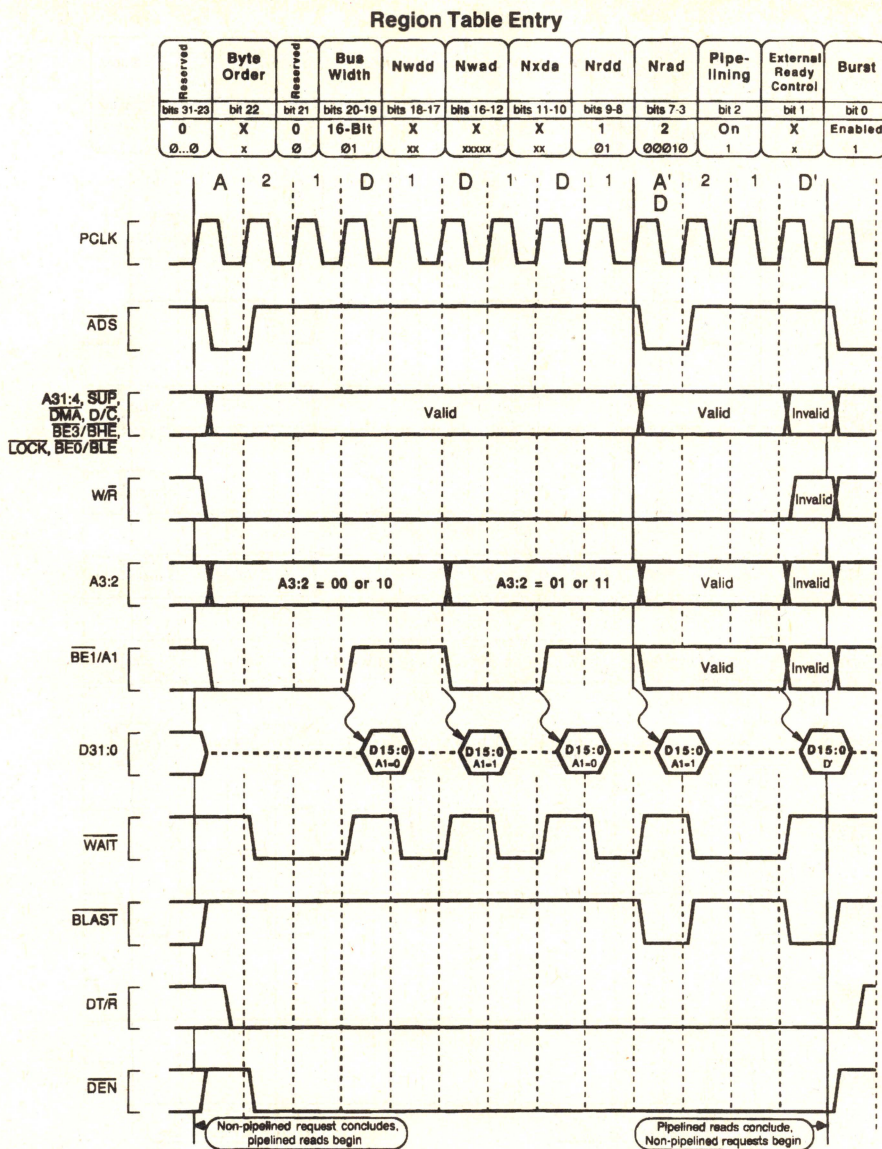 Region Table Entry
Reserved Byte Order Reserved Bus Width Nwdd Nwad Nxda Nrdd Nrad Pipe-lining External Ready Control Burst
bits 31-23 bit 22 bit 21 bits 20-19 bits 18-17 bits 16-12 bits 11-10 bits 9-8 bits 7-3 bit 2 bit 1 bit 0
0 X 0 16-Bit X X X 1 2 On X Enabled
0...0 x 0 01 xx xxxxx xx 01 00010 1 x 1
A 2 1 D 1 D 1 D 1 A' 2 1 D'
D
PCLK
ADS
A31:4, SUP,
DMA, D/C,
BE3/BHE,
LOCK, BE0/BLE
Valid Valid Invalid
W/R Invalid
A3:2 A3:2 = 00 or 10 A3:2 = 01 or 11 Valid Invalid
BE1/A1 Valid Invalid
D31:0 D15:0 D15:0 D15:0 D15:0 D15:0
A1=0 A1=1 A1=0 A1=1 D'
WAIT
BLAST
DT/R
DEN
Non-pipelined request concludes, Pipelined reads conclude,
pipelined reads begin Non-pipelined requests begin